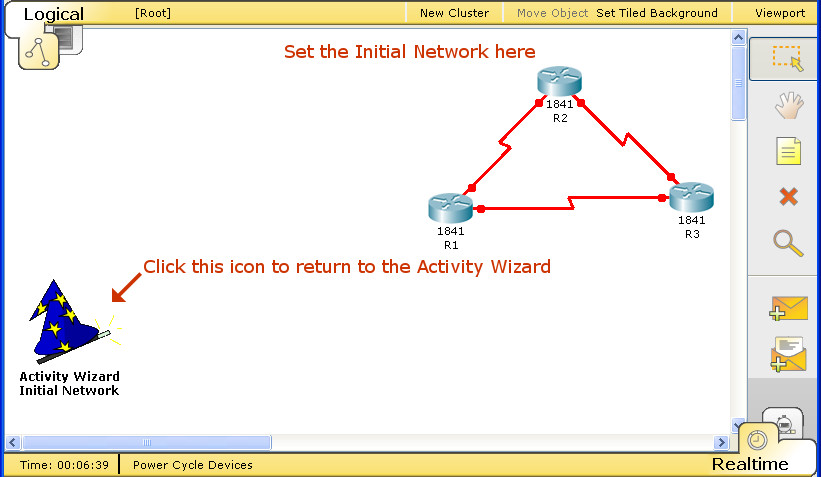 Logical
[Root]
New Cluster
Move Object
Set Tiled Background
Viewport
Set the Initial Network here
1841
R2
1841
R3
1841
R1
Click this icon to return to the Activity Wizard
Activity Wizard
Initial Network
Time: 00:06:39
Power Cycle Devices
Realtime